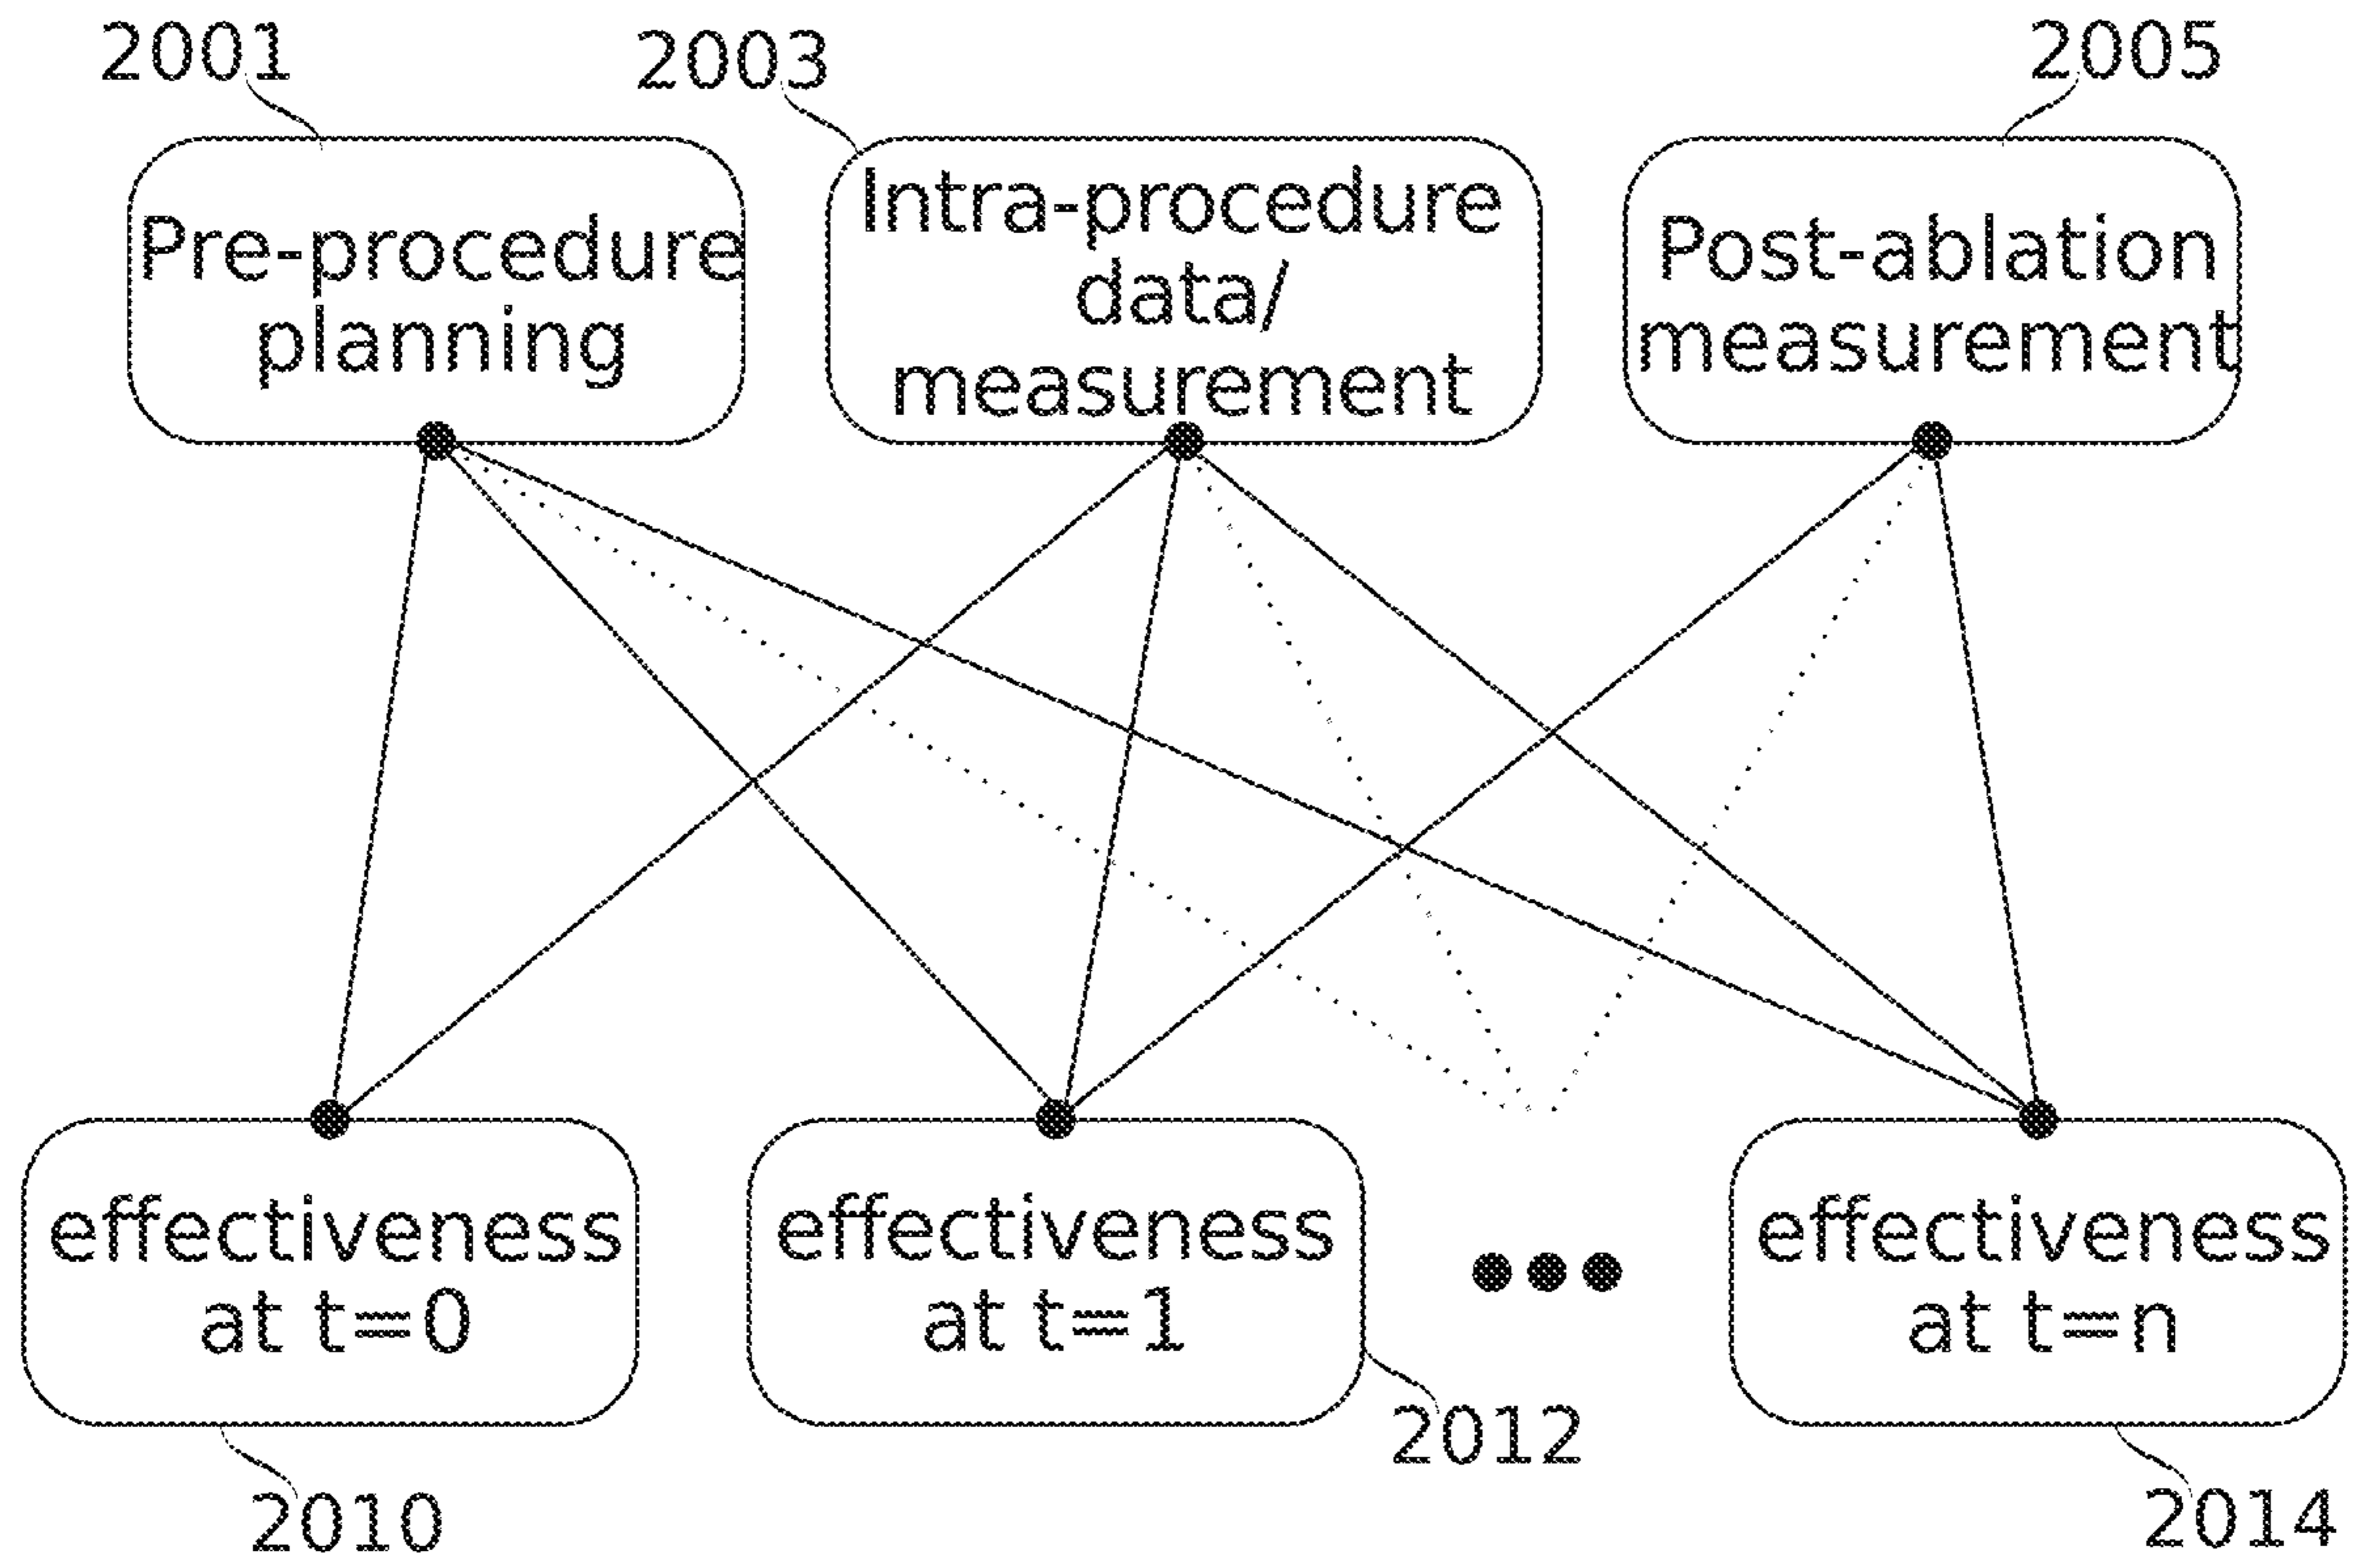 2001
2003
2005
Pre-procedure
planning
Intra-procedure
data/
measurement
Post-ablation
measurement
effectiveness
at t=0
effectiveness
at t=1
effectiveness
at t=n
2012
2010
2014